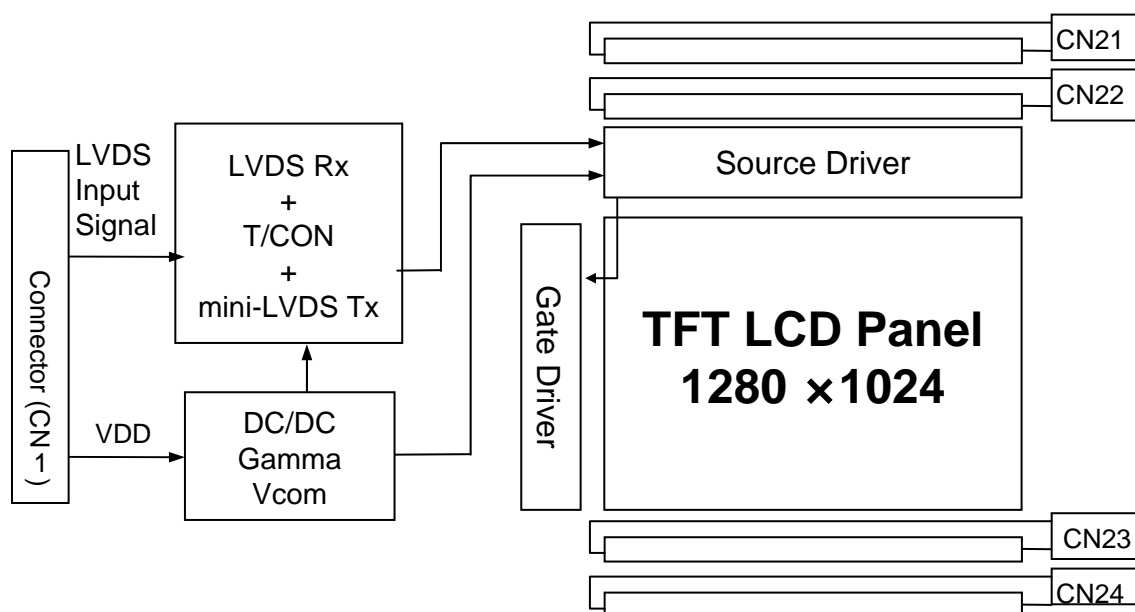 CN21
CN22
LVDS
Input
Signal
LVDS Rx
+
T/CON
+
mini-LVDS Tx
Source Driver
Connector (CN1)
Gate Driver
TFT LCD Panel
1280 ×1024
VDD
DC/DC
Gamma
Vcom
CN23
CN24